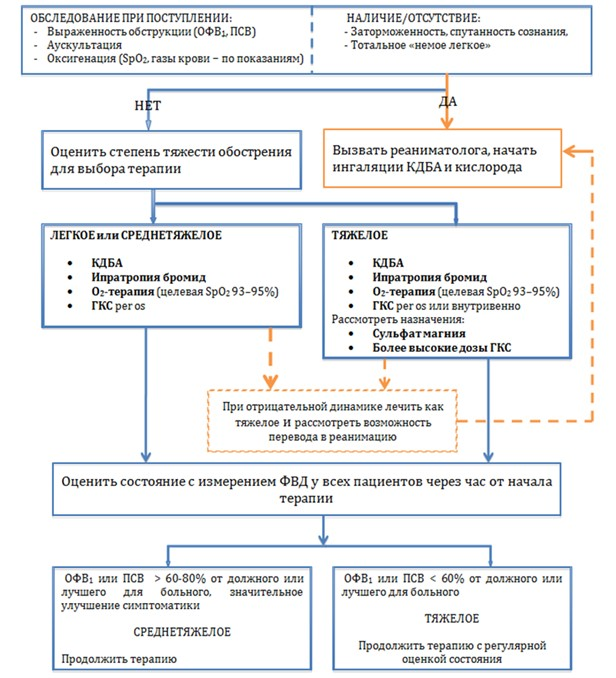 ОБСЛЕДОВАНИЕ ПРИ ПОСТУПЛЕНИИ:
- Выраженность обструкции (ОФВ₁, ПСВ)
- Аускультация
- Оксигенация (SpO₂, газы крови – по показаниям)
НАЛИЧИЕ/ОТСУТСТВИЕ:
- Заторможенность, спутанность сознания,
- Тотальное «немое легкое»
НЕТ
ДА
Оценить степень тяжести обострения
для выбора терапии
Вызвать реаниматолога, начать
ингаляции КДБА и кислорода
ЛЕГКОЕ или СРЕДНЕТЯЖЕЛОЕ
• КДБА
• Ипратропия бромид
• О₂-терапия (целевая SpO₂ 93–95%)
• ГКС per os
ТЯЖЕЛОЕ
• КДБА
• Ипратропия бромид
• О₂-терапия (целевая SpO₂ 93–95%)
• ГКС per os или внутривенно
Рассмотреть назначения:
• Сульфат магния
• Более высокие дозы ГКС
При отрицательной динамике лечить как
тяжелое и рассмотреть возможность
перевода в реанимацию
Оценить состояние с измерением ФВД у всех пациентов через час от начала
терапии
ОФВ₁ или ПСВ > 60-80% от должного или
лучшего для больного, значительное
улучшение симптоматики
СРЕДНЕТЯЖЕЛОЕ
Продолжить терапию
ОФВ₁ или ПСВ < 60% от должного или
лучшего для больного
ТЯЖЕЛОЕ
Продолжить терапию с регулярной
оценкой состояния